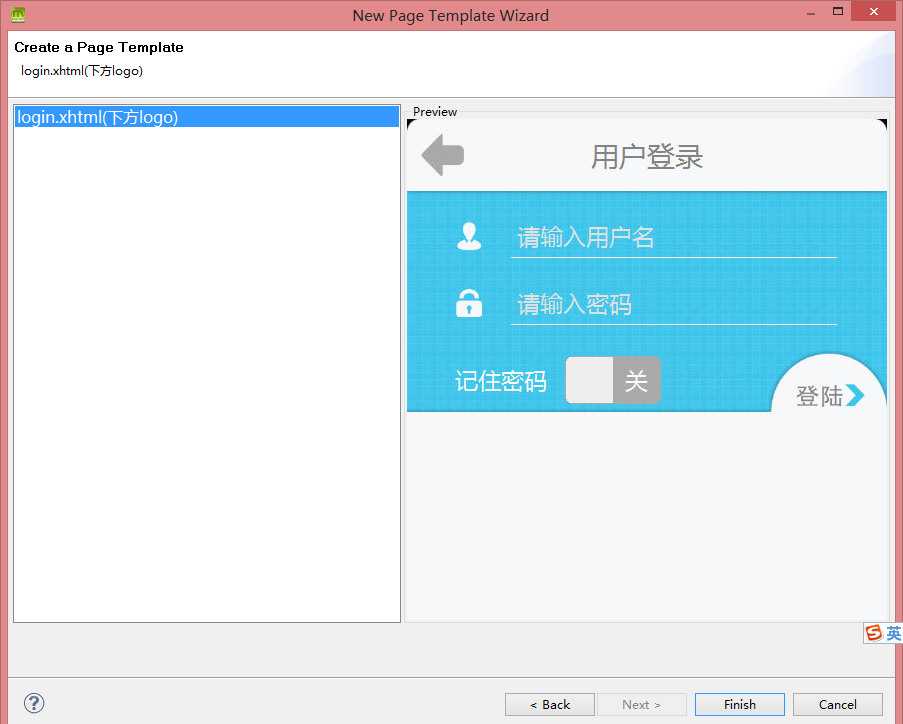 New Page Template Wizard
Create a Page Template
login.xhtml(下方logo)
login.xhtml(下方logo)
Preview
用户登录
请输入用户名
请输入密码
记住密码
关
登陆
S 英
?
< Back
Next >
Finish
Cancel